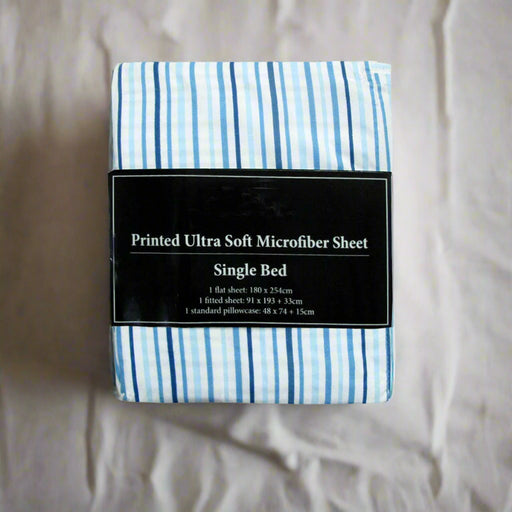 Printed Ultra Soft Microfiber Sheet
Single Bed
1 flat sheet: 180 x 254cm
1 fitted sheet: 91 x 193 + 33cm
1 standard pillowcase: 48 x 74 + 15cm